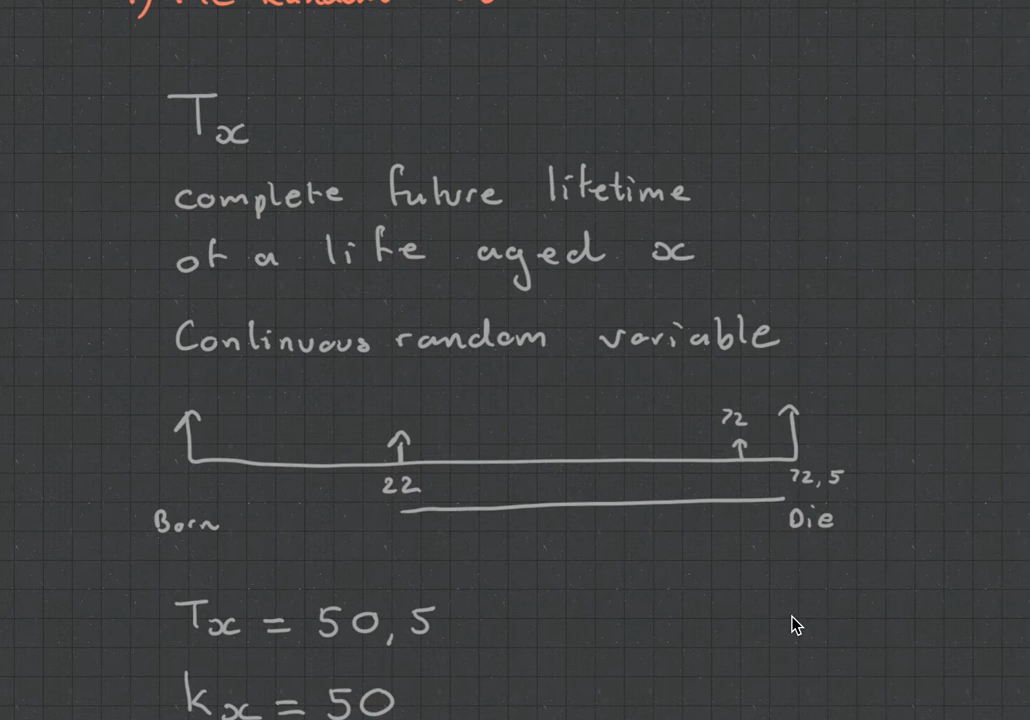 Tx
complete future lifetime
of a life aged x
Continuous random variable
72
22
72,5
Born
Die
Tx = 50,5
kx = 50